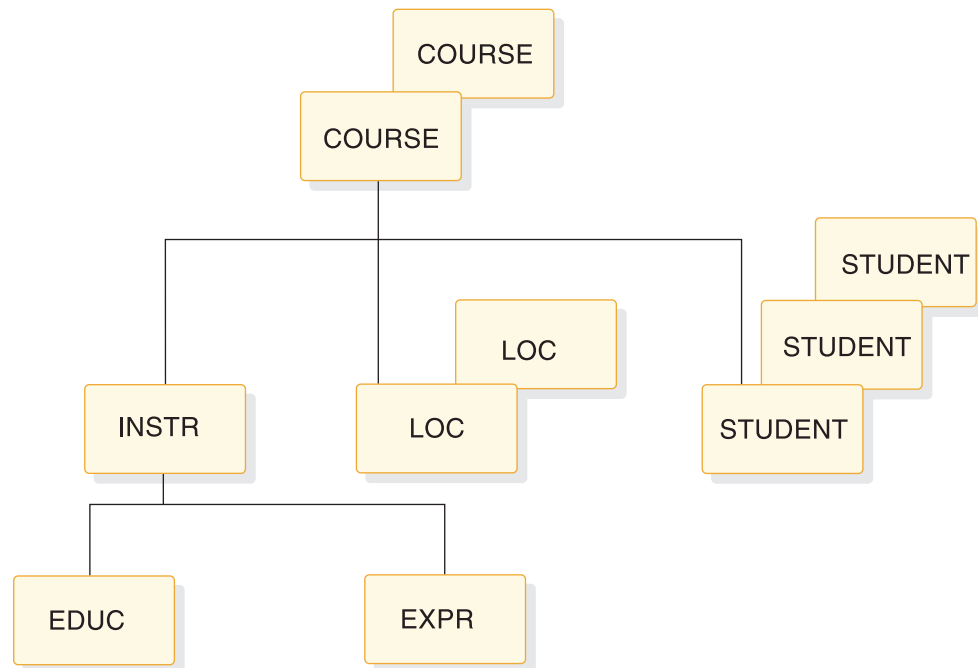 COURSE
COURSE
STUDENT
STUDENT
LOC
INSTR
LOC
STUDENT
EDUC
EXPR